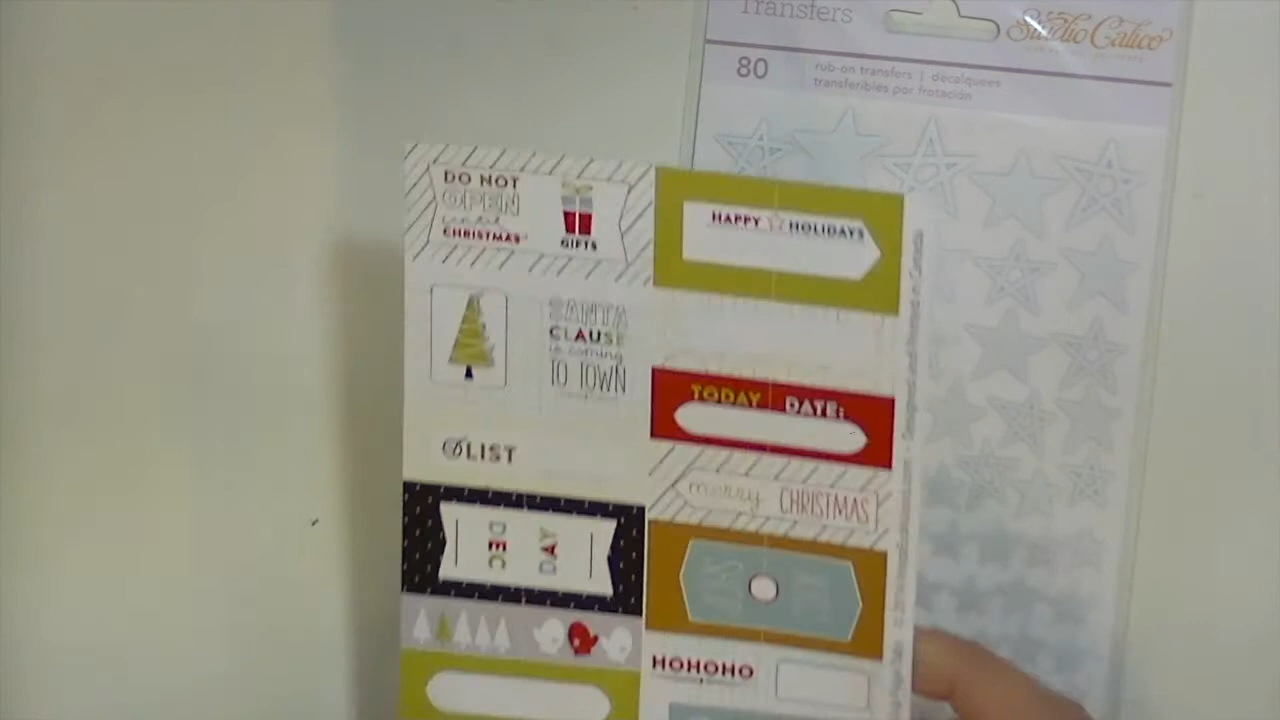 Transfers
Studio Calico
80
rub-on transfers | decalquees
transferibles por frotación
DO NOT
OPEN
until
CHRISTMAS
GIFTS
HAPPY HOLIDAYS
SANTA
CLAUSE
is coming
TO TOWN
TODAY DATE:
LIST
merry CHRISTMAS
DEC
DAY
HOHOHO